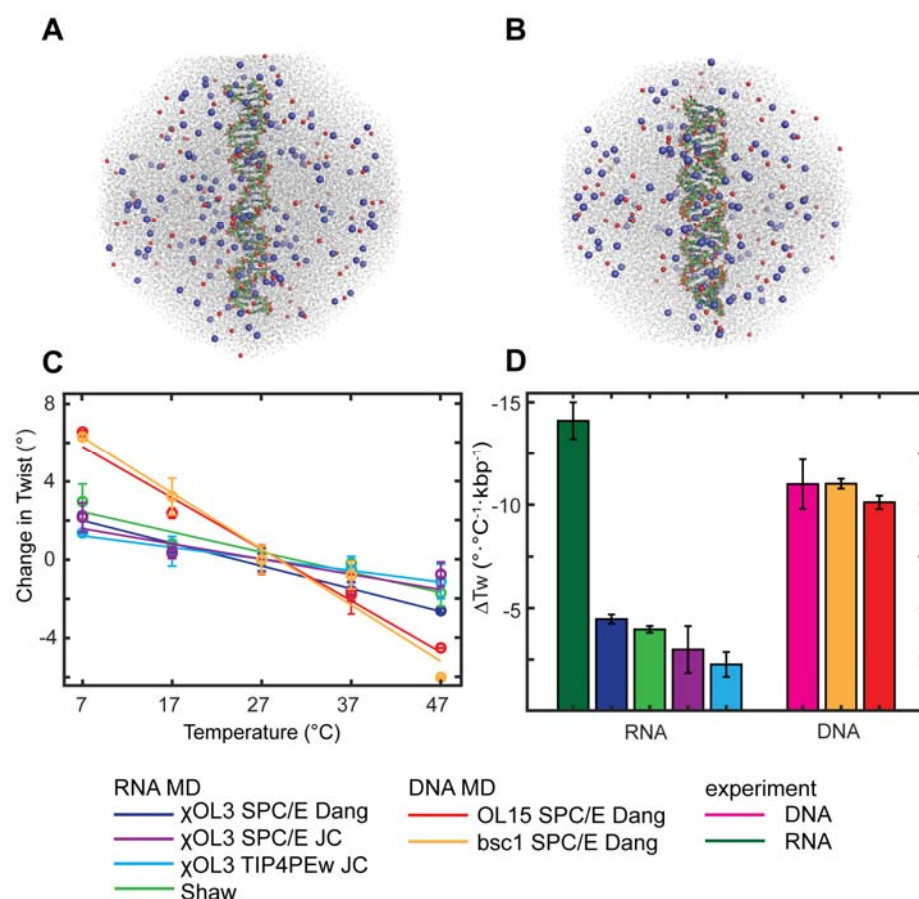 A
B
C
D
8
4
0
-4
Change in Twist (°)
7
17
27
37
47
Temperature (°C)
-15
-10
-5
ΔTw (°·°C⁻¹·kbp⁻¹)
RNA
DNA
RNA MD
χOL3 SPC/E Dang
χOL3 SPC/E JC
χOL3 TIP4PEw JC
Shaw
DNA MD
OL15 SPC/E Dang
bsc1 SPC/E Dang
experiment
DNA
RNA